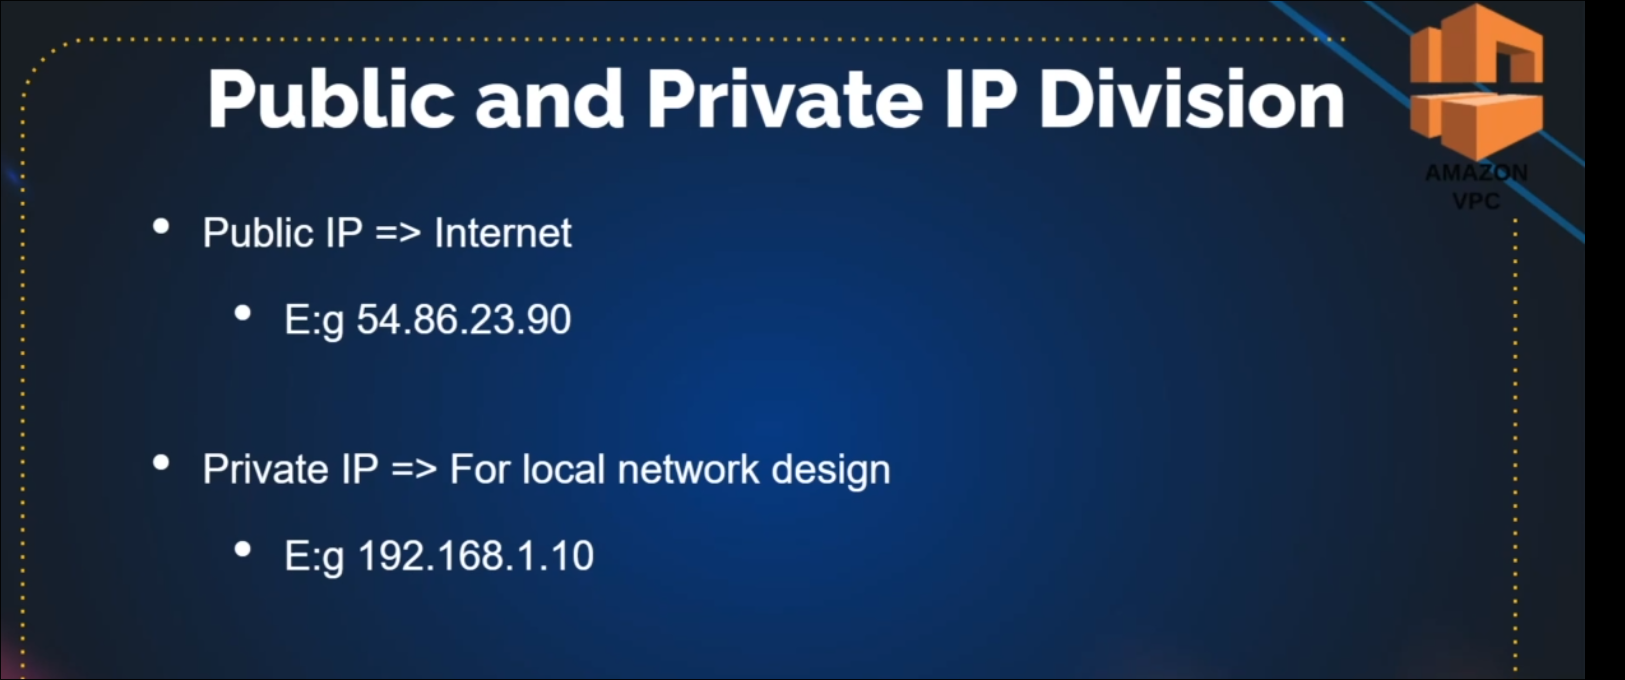 Public and Private IP Division
AMAZON
VPC
• Public IP => Internet
• E:g 54.86.23.90
• Private IP => For local network design
• E:g 192.168.1.10